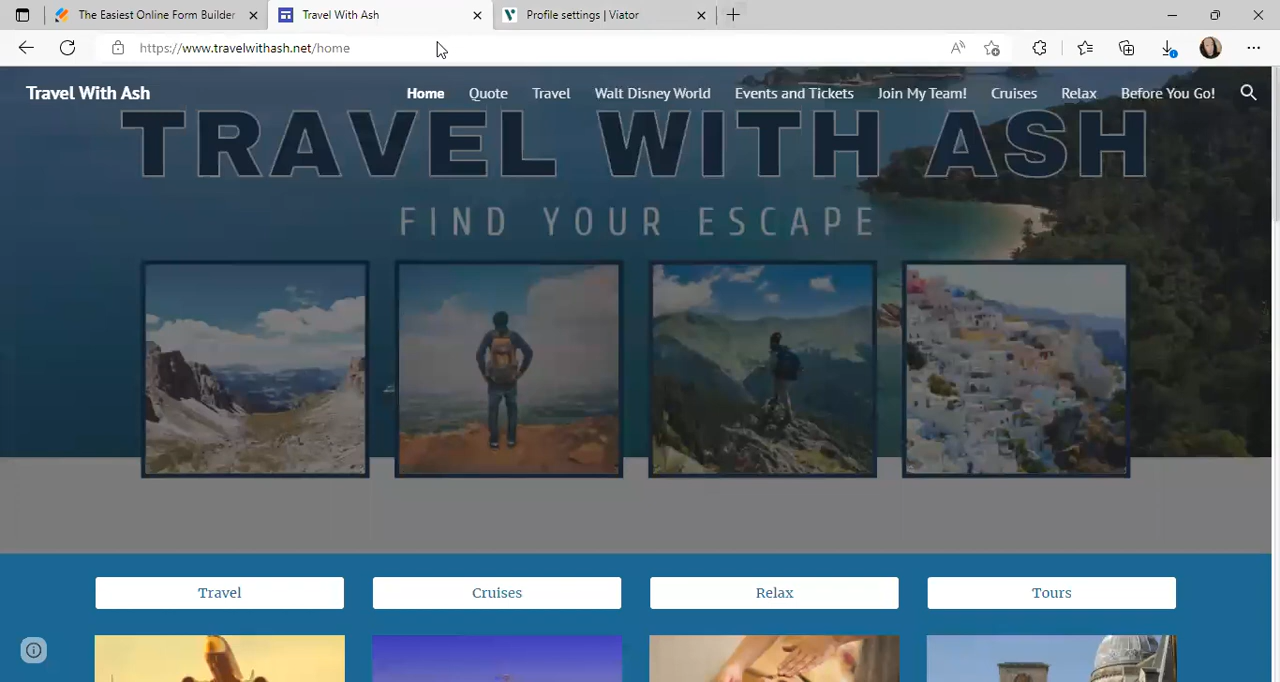 The Easiest Online Form Builder
Travel With Ash
Profile settings | Viator
https://www.travelwithash.net/home
Travel With Ash
Home
Quote
Travel
Walt Disney World
Events and Tickets
Join My Team!
Cruises
Relax
Before You Go!
TRAVEL WITH ASH
FIND YOUR ESCAPE
Travel
Cruises
Relax
Tours